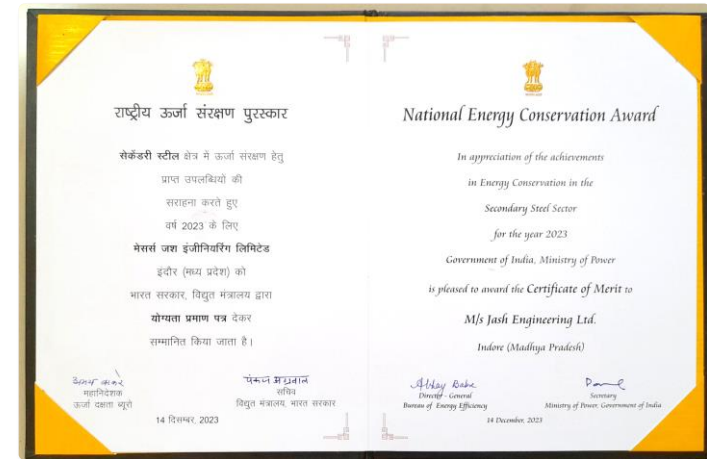 राष्ट्रीय ऊर्जा संरक्षण पुरस्कार
सेकेंडरी स्टील क्षेत्र में ऊर्जा संरक्षण हेतु
प्राप्त उपलब्धियों की
सराहना करते हुए
वर्ष 2023 के लिए
मेसर्स जश इंजीनियरिंग लिमिटेड
इंदौर (मध्य प्रदेश) को
भारत सरकार, विद्युत मंत्रालय द्वारा
योग्यता प्रमाण पत्र देकर
सम्मानित किया जाता है।
महानिदेशक
ऊर्जा दक्षता ब्यूरो
पंकज अग्रवाल
सचिव
विद्युत मंत्रालय, भारत सरकार
14 दिसम्बर, 2023
National Energy Conservation Award
In appreciation of the achievements
in Energy Conservation in the
Secondary Steel Sector
for the year 2023
Government of India, Ministry of Power
is pleased to award the Certificate of Merit to
M/s Jash Engineering Ltd.
Indore (Madhya Pradesh)
Abhay Bakre
Director - General
Bureau of Energy Efficiency
Secretary
Ministry of Power, Government of India
14 December, 2023